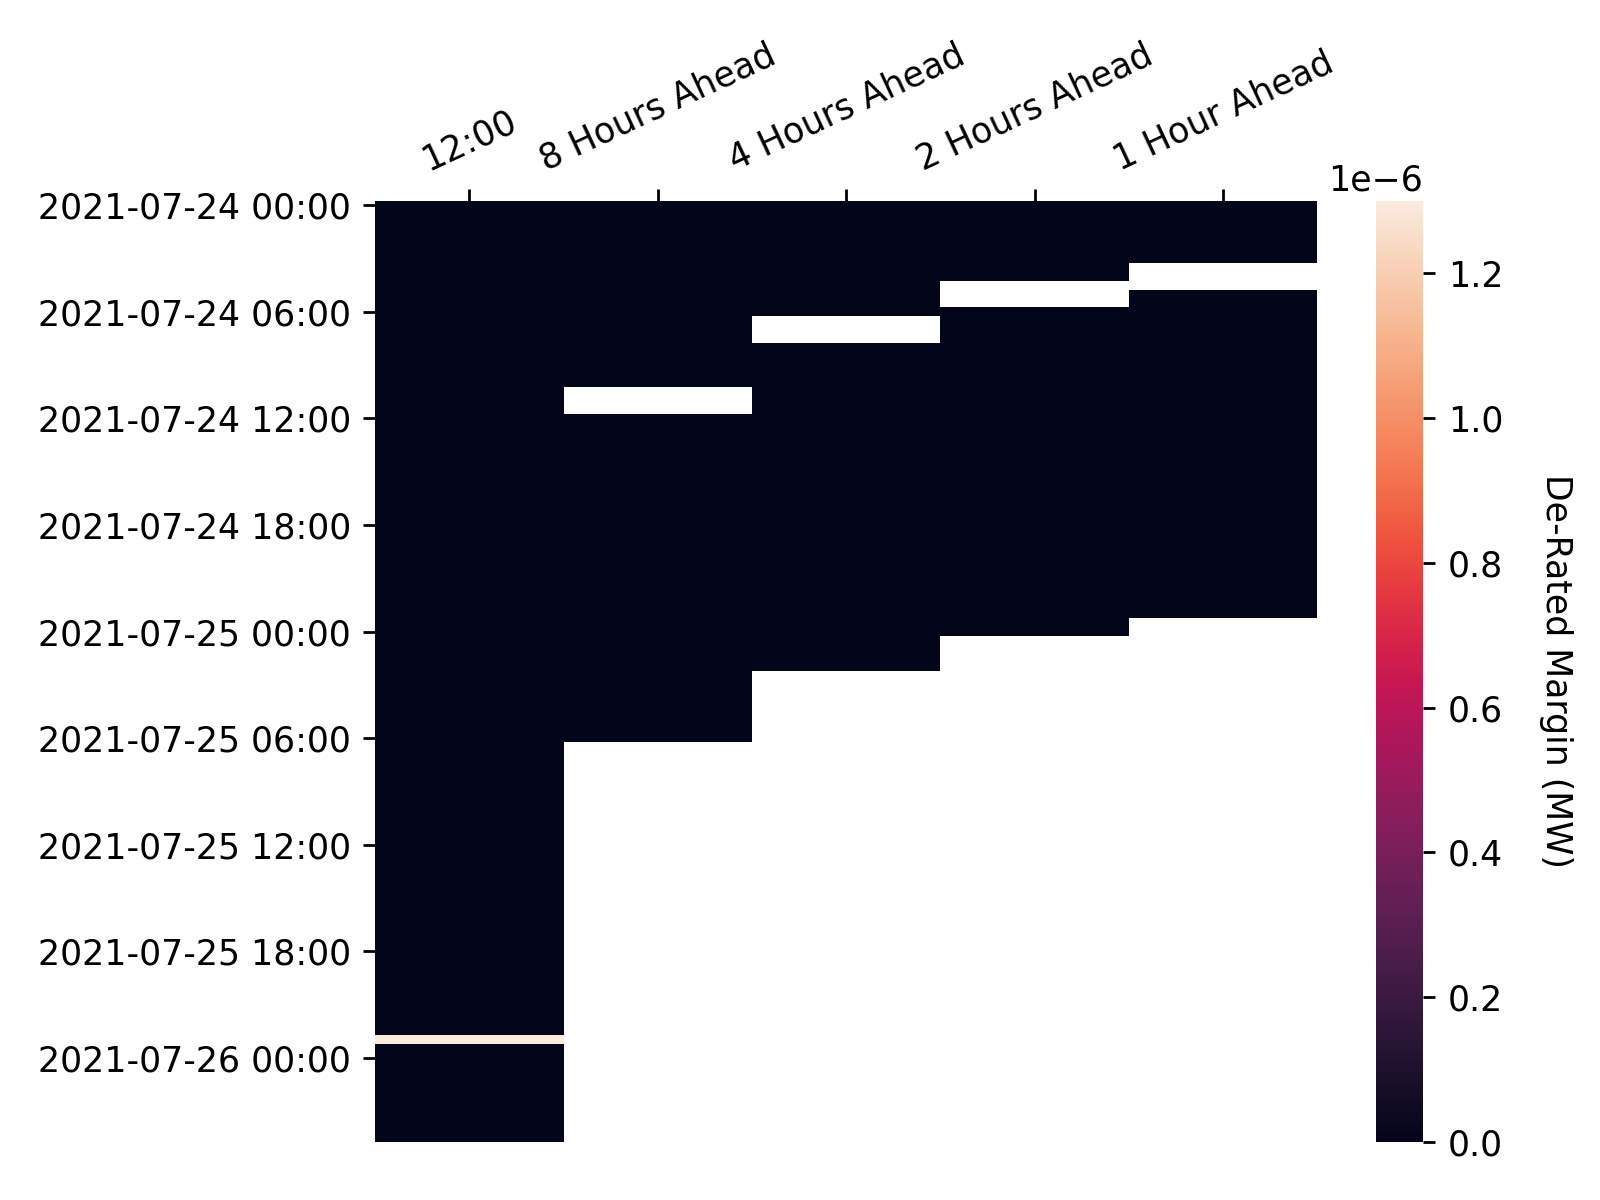 12:00
8 Hours Ahead
4 Hours Ahead
2 Hours Ahead
1 Hour Ahead
2021-07-24 00:00
2021-07-24 06:00
2021-07-24 12:00
2021-07-24 18:00
2021-07-25 00:00
2021-07-25 06:00
2021-07-25 12:00
2021-07-25 18:00
2021-07-26 00:00
1e−6
1.2
1.0
0.8
0.6
0.4
0.2
0.0
De-Rated Margin (MW)